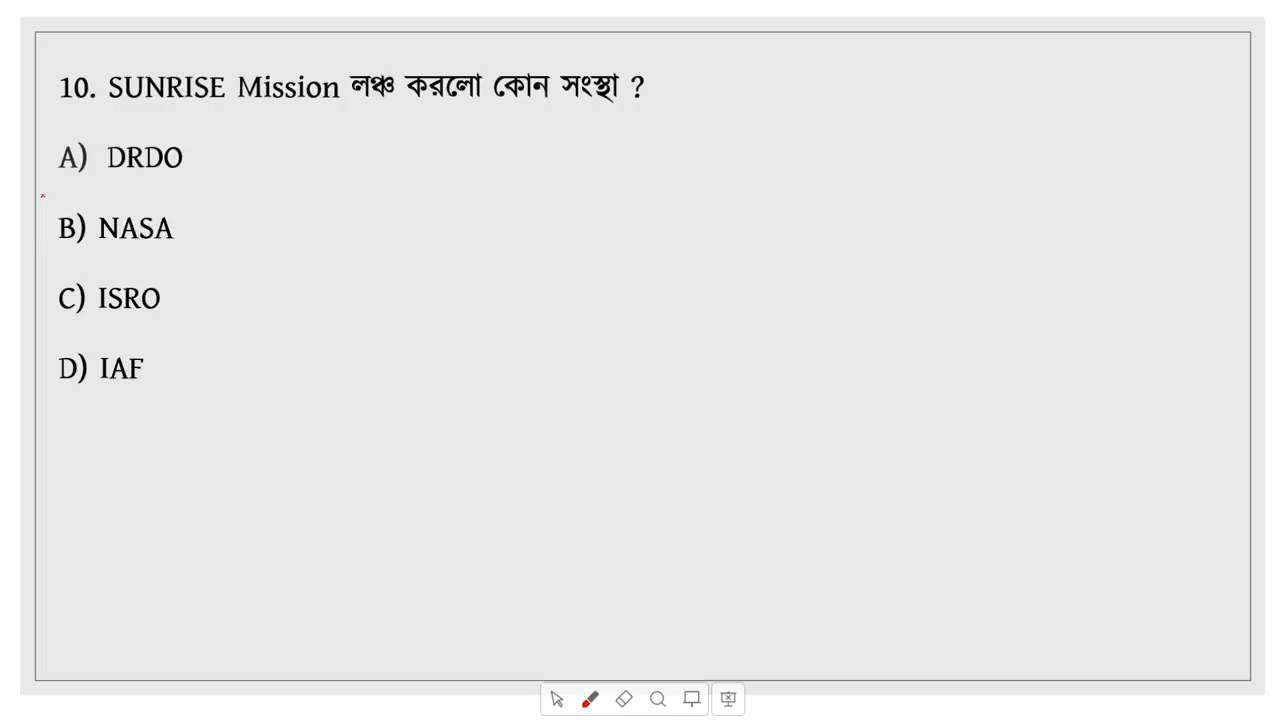 10. SUNRISE Mission লঞ্চ করলো কোন সংস্থা ?
A) DRDO
B) NASA
C) ISRO
D) IAF